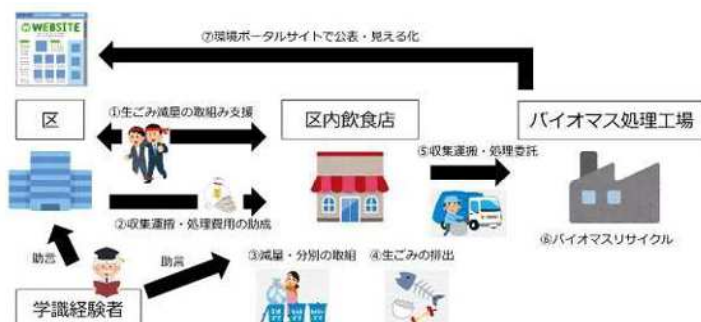 WEBSITE
⑦環境ポータルサイトで公表・見える化
区
①生ごみ減量の取組み支援
区内飲食店
バイオマス処理工場
⑤収集運搬・処理委託
②収集運搬・処理費用の助成
⑥バイオマスリサイクル
助言
助言
③減量・分別の取組
④生ごみの排出
学識経験者